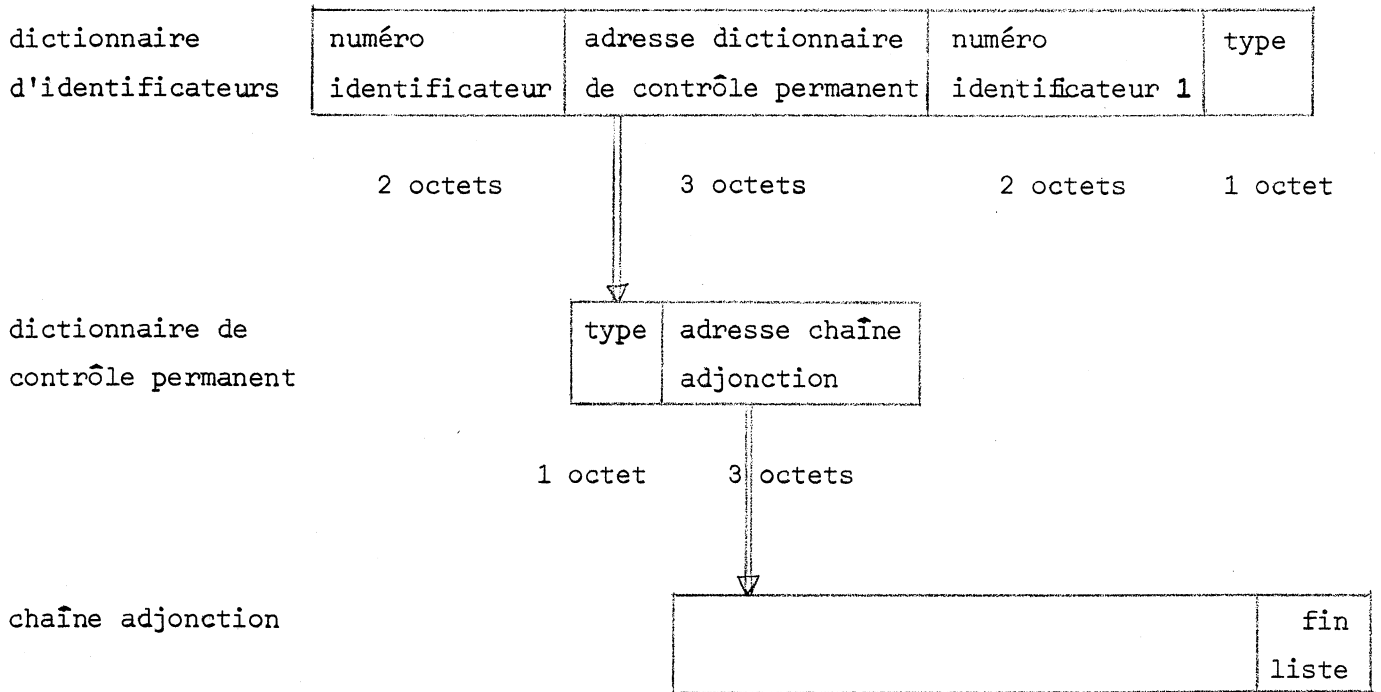 dictionnaire numéro adresse dictionnaire numéro type
d'identificateurs identificateur de contrôle permanent identificateur 1
2 octets 3 octets 2 octets 1 octet
dictionnaire de type adresse chaîne
contrôle permanent adjonction
1 octet 3 octets
chaîne adjonction fin
liste